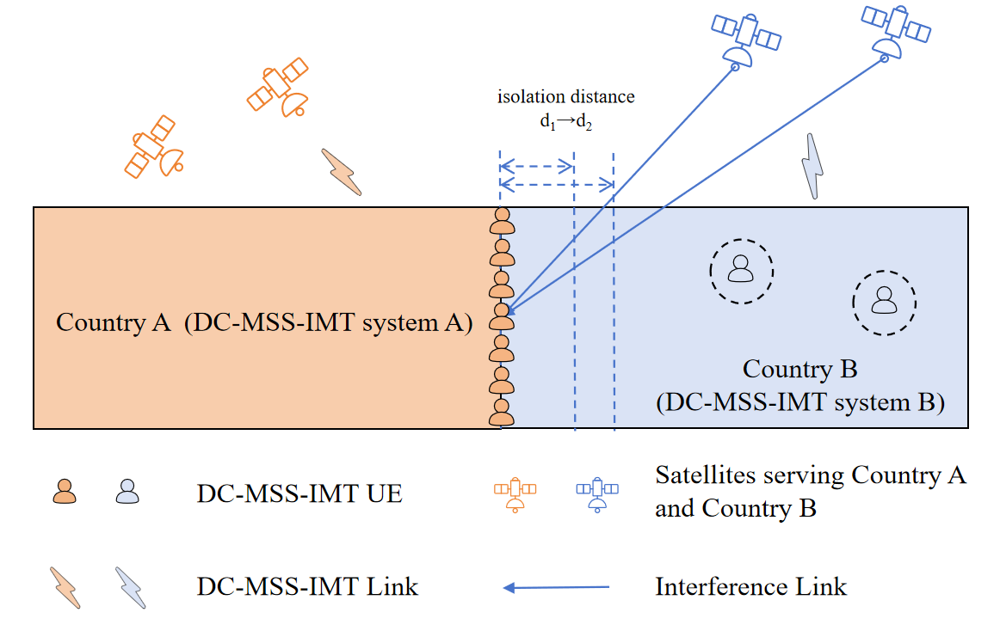 isolation distance
d₁→d₂
Country A (DC-MSS-IMT system A)
Country B
(DC-MSS-IMT system B)
DC-MSS-IMT UE
Satellites serving Country A
and Country B
DC-MSS-IMT Link
Interference Link